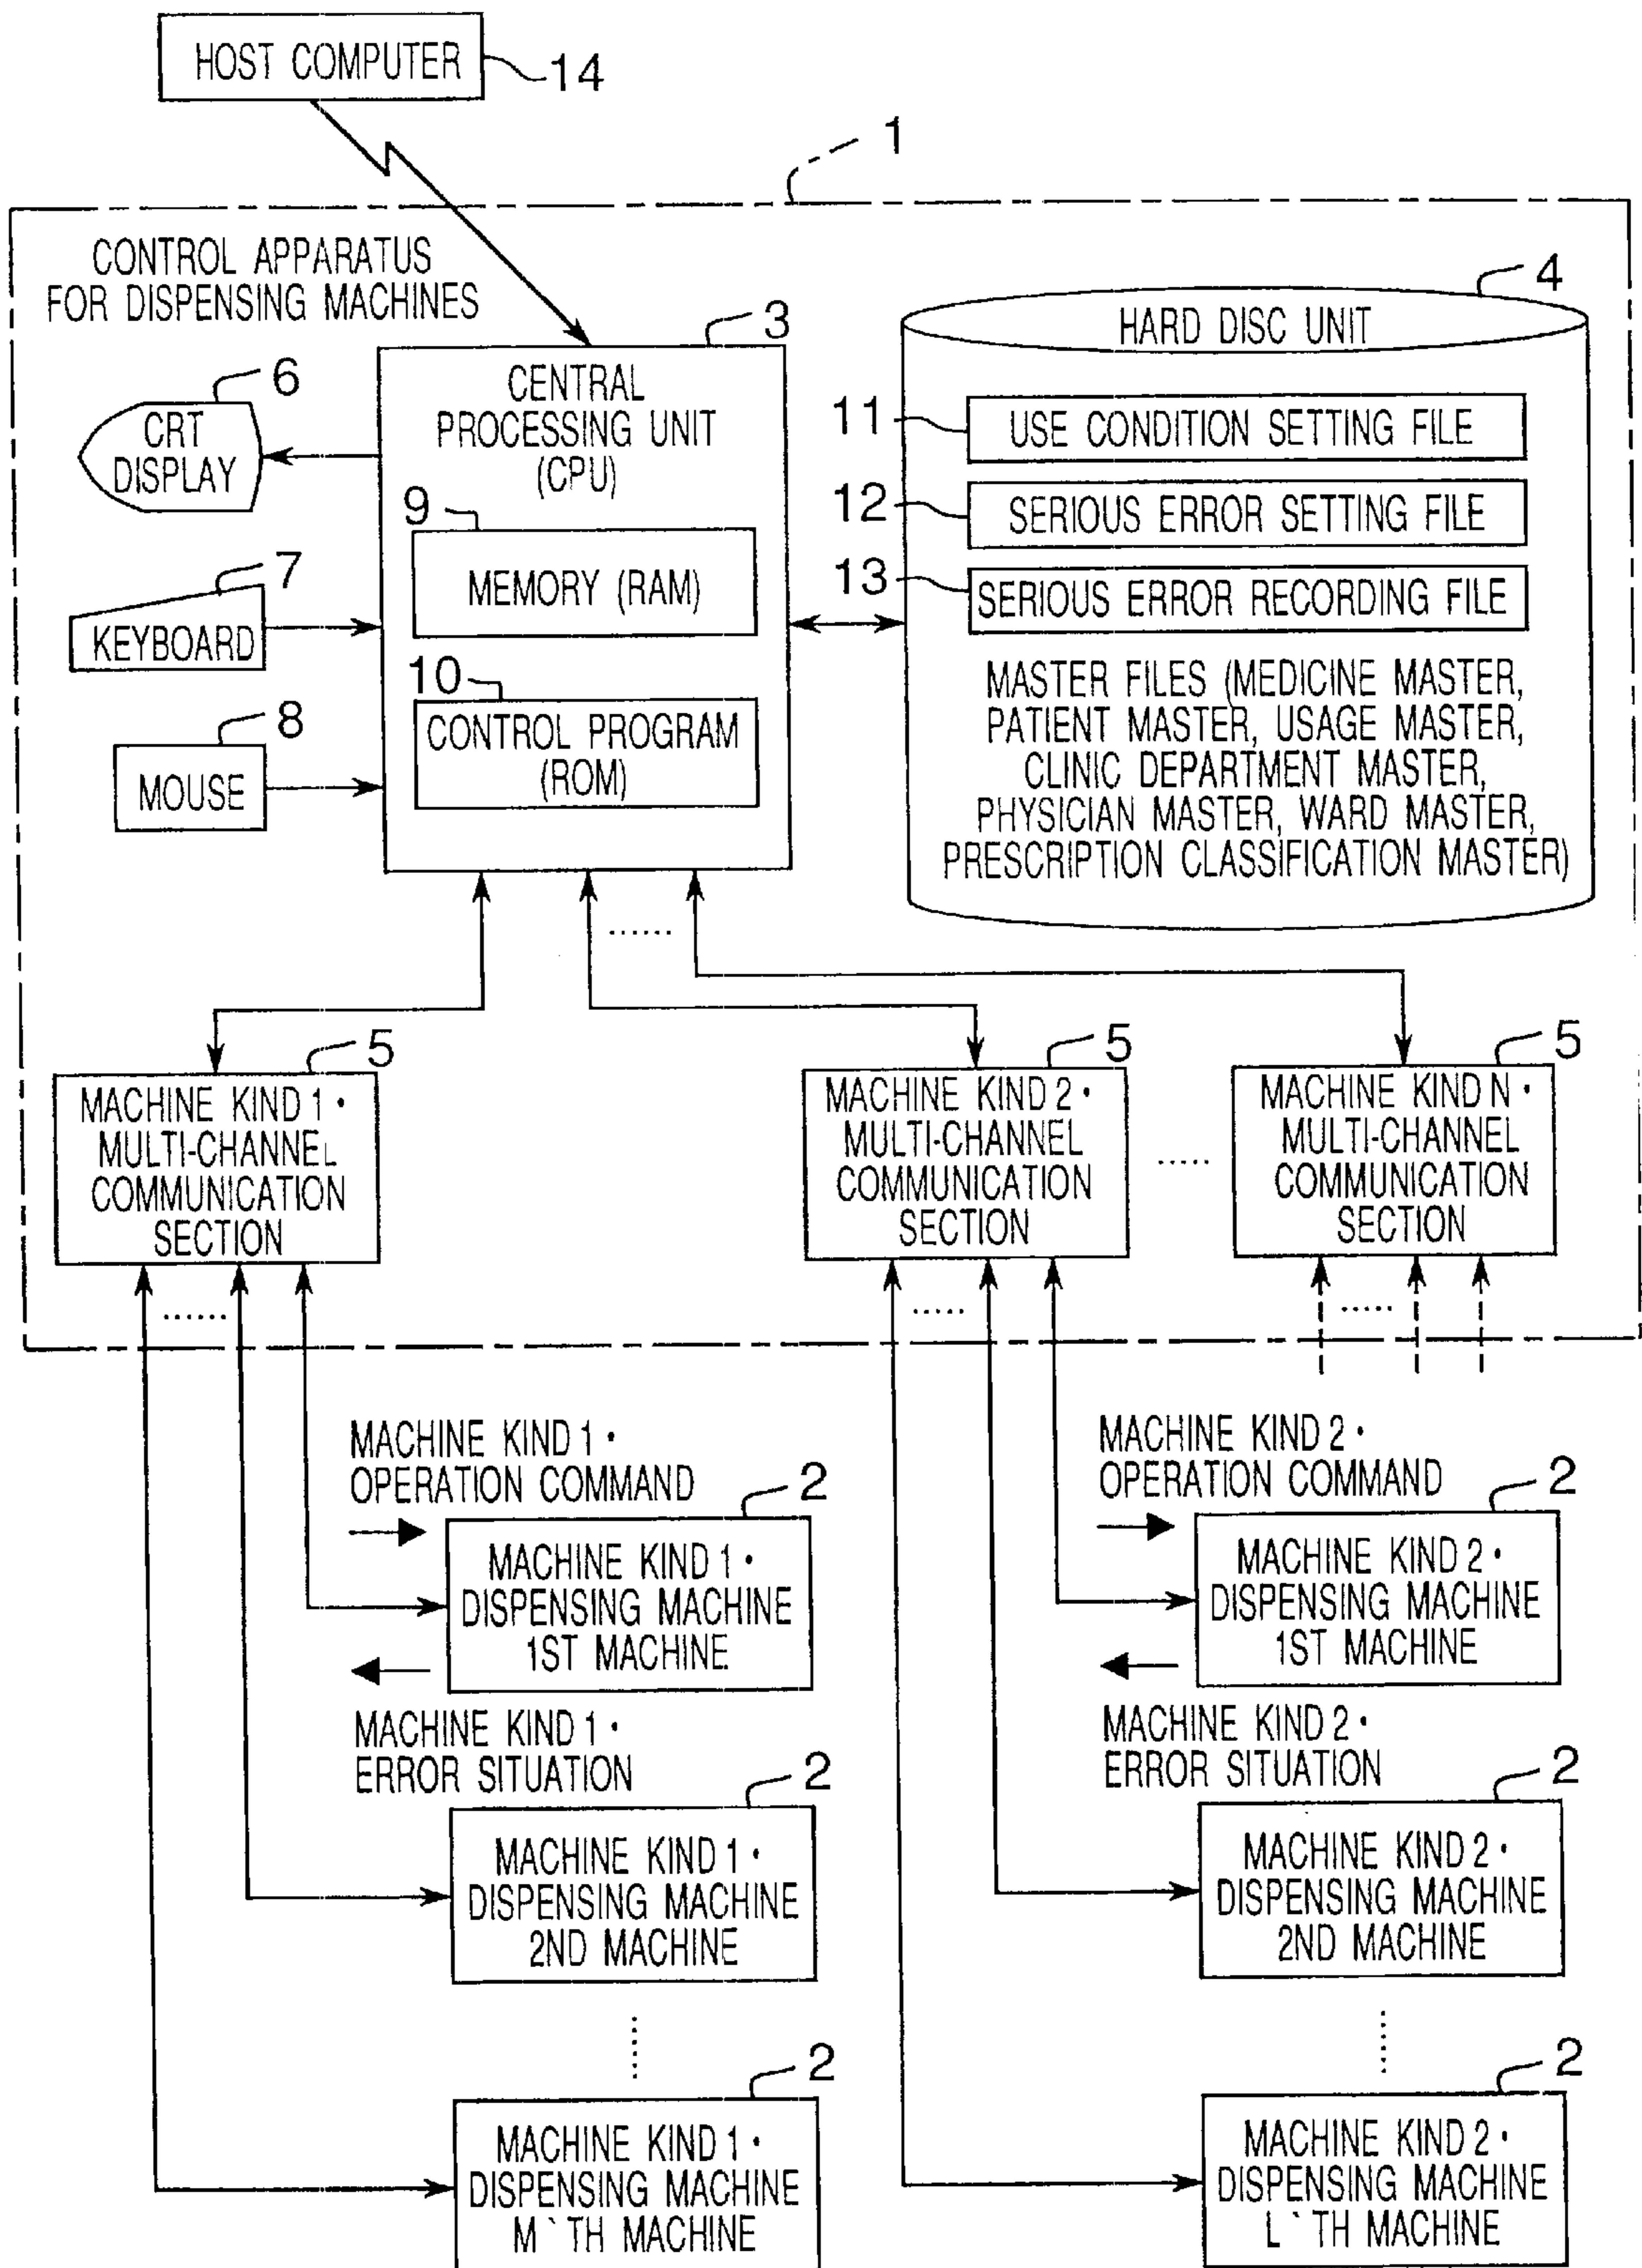 HOST COMPUTER
14
1
CONTROL APPARATUS
FOR DISPENSING MACHINES
3
CENTRAL
PROCESSING UNIT
(CPU)
9
MEMORY (RAM)
10
CONTROL PROGRAM
(ROM)
6
CRT
DISPLAY
7
KEYBOARD
8
MOUSE
4
HARD DISC UNIT
11
USE CONDITION SETTING FILE
12
SERIOUS ERROR SETTING FILE
13
SERIOUS ERROR RECORDING FILE
MASTER FILES (MEDICINE MASTER,
PATIENT MASTER, USAGE MASTER,
CLINIC DEPARTMENT MASTER,
PHYSICIAN MASTER, WARD MASTER,
PRESCRIPTION CLASSIFICATION MASTER)
......
5
MACHINE KIND 1・
MULTI-CHANNEL
COMMUNICATION
SECTION
5
MACHINE KIND 2・
MULTI-CHANNEL
COMMUNICATION
SECTION
.....
5
MACHINE KIND N・
MULTI-CHANNEL
COMMUNICATION
SECTION
......
.....
.....
MACHINE KIND 1・
OPERATION COMMAND
2
MACHINE KIND 1・
DISPENSING MACHINE
1ST MACHINE
MACHINE KIND 1・
ERROR SITUATION
2
MACHINE KIND 1・
DISPENSING MACHINE
2ND MACHINE
......
2
MACHINE KIND 1・
DISPENSING MACHINE
M`TH MACHINE
MACHINE KIND 2・
OPERATION COMMAND
2
MACHINE KIND 2・
DISPENSING MACHINE
1ST MACHINE
MACHINE KIND 2・
ERROR SITUATION
2
MACHINE KIND 2・
DISPENSING MACHINE
2ND MACHINE
......
2
MACHINE KIND 2・
DISPENSING MACHINE
L`TH MACHINE